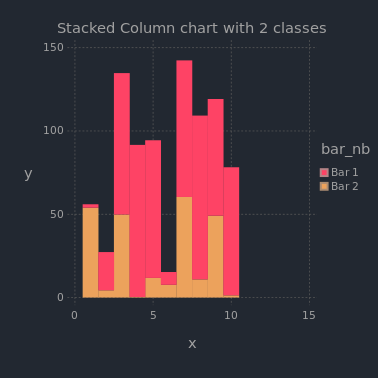 Stacked Column chart with 2 classes
150
100
50
0
y
0 5 10 15
x
bar_nb
Bar 1
Bar 2